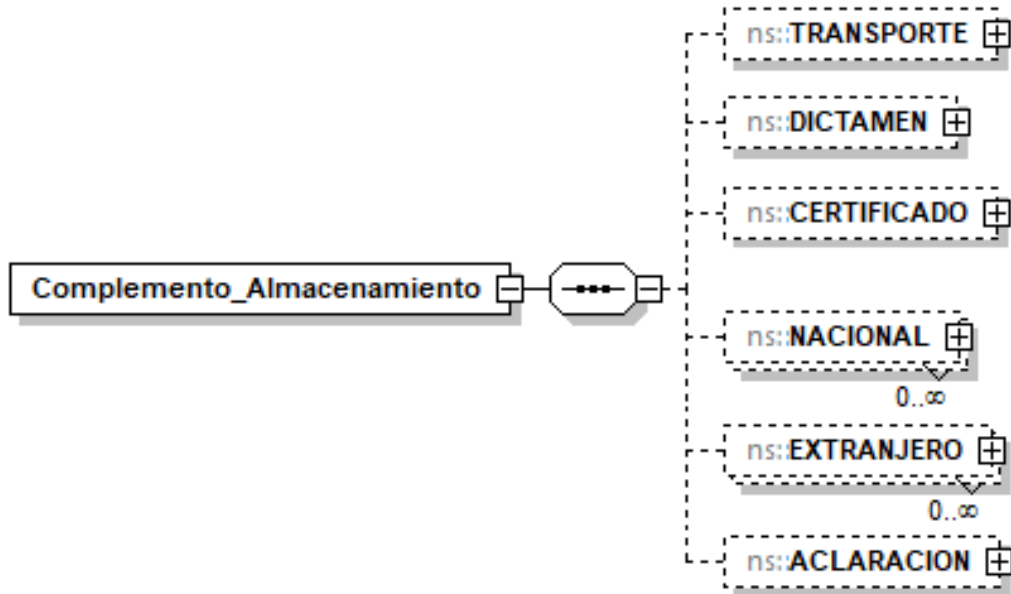 ns::TRANSPORTE
ns::DICTAMEN
ns::CERTIFICADO
Complemento_Almacenamiento
ns::NACIONAL
0..∞
ns::EXTRANJERO
0..∞
ns::ACLARACION